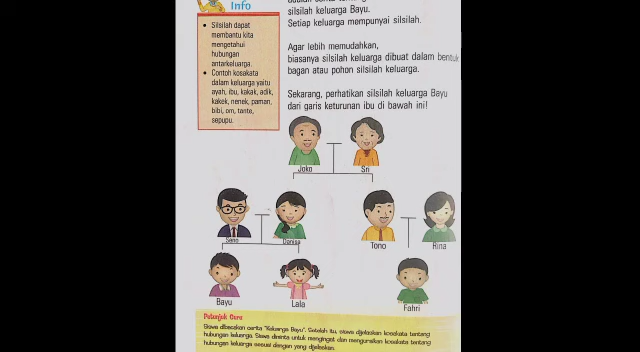 Info
silsilah keluarga Bayu.
Setiap keluarga mempunyai silsilah.
• Silsilah dapat
membantu kita
mengetahui
hubungan
antarkeluarga.
• Contoh kosakata
dalam keluarga yaitu
ayah, ibu, kakak, adik,
kakek, nenek, paman,
bibi, om, tante,
sepupu.
Agar lebih memudahkan,
biasanya silsilah keluarga dibuat dalam bentuk
bagan atau pohon silsilah keluarga.
Sekarang, perhatikan silsilah keluarga Bayu
dari garis keturunan ibu di bawah ini!
Joko
Sri
Seno
Danisa
Tono
Rina
Bayu
Lala
Fahri
Petunjuk Guru
Siswa dibacakan cerita "Keluarga Bayu". Setelah itu, siswa dijelaskan kosakata tentang
hubungan keluarga. Siswa diminta untuk mengingat dan menguraikan kosakata tentang
hubungan keluarga sesuai dengan yang dijelaskan.